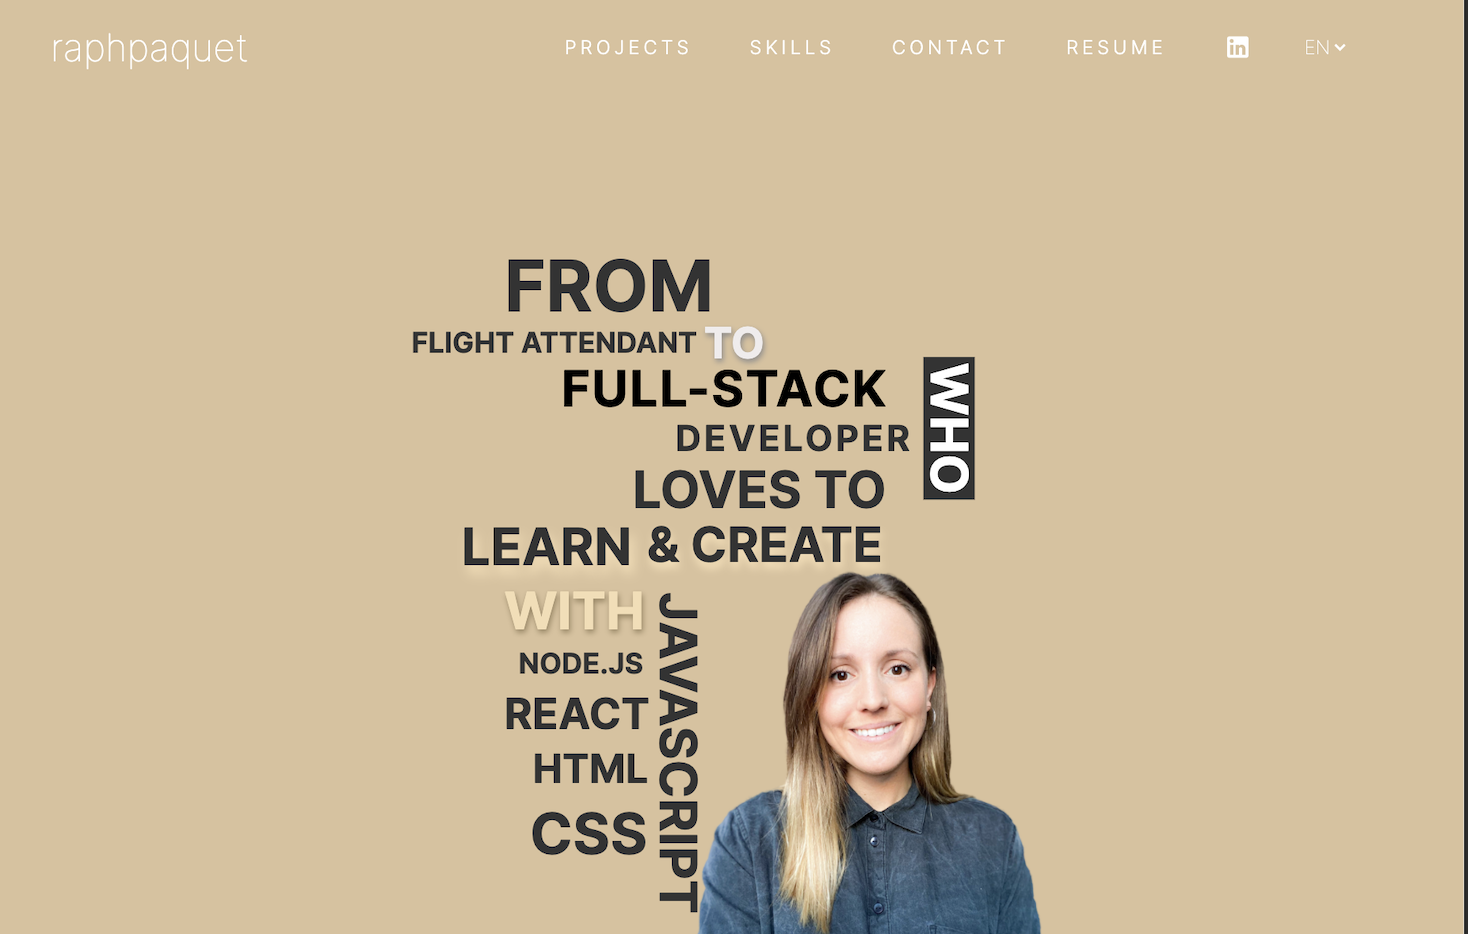 raphpaquet
PROJECTS SKILLS CONTACT RESUME in EN
FROM
FLIGHT ATTENDANT TO
FULL-STACK
DEVELOPER
WHO
LOVES TO
LEARN & CREATE
WITH
JAVASCRIPT
NODE.JS
REACT
HTML
CSS